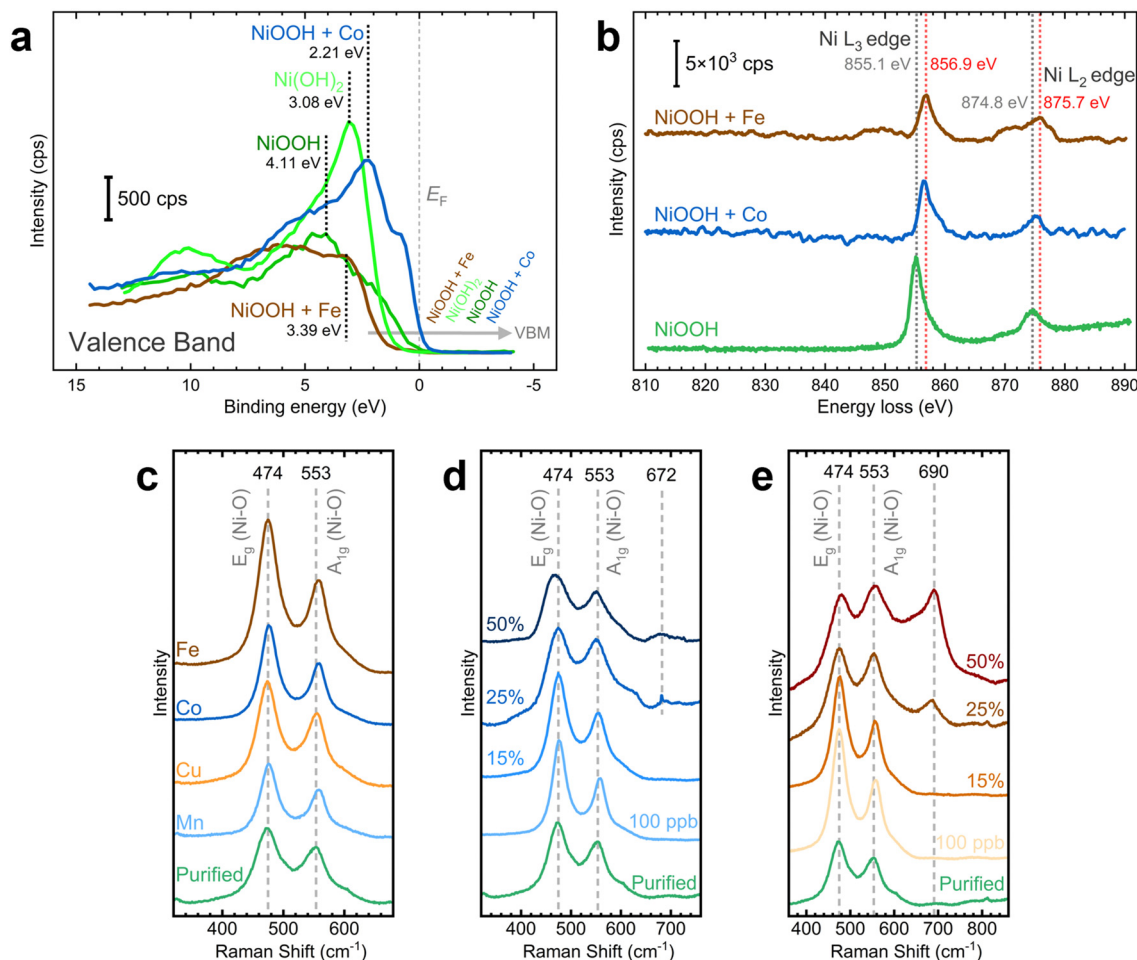 a
NiOOH + Co
2.21 eV
Ni(OH)₂
3.08 eV
NiOOH
4.11 eV
500 cps
E_F
NiOOH + Fe
Ni(OH)₂
NiOOH
NiOOH + Co
VBM
NiOOH + Fe
3.39 eV
Valence Band
Intensity (cps)
15 10 5 0 -5
Binding energy (eV)
b
5×10³ cps
Ni L₃ edge
855.1 eV
856.9 eV
Ni L₂ edge
874.8 eV
875.7 eV
NiOOH + Fe
NiOOH + Co
NiOOH
Intensity (cps)
810 820 830 840 850 860 870 880 890
Energy loss (eV)
c
474 553
E_g (Ni-O)
A_1g (Ni-O)
Fe
Co
Cu
Mn
Purified
Intensity
400 500 600
Raman Shift (cm⁻¹)
d
474 553 672
E_g (Ni-O)
A_1g (Ni-O)
50%
25%
15%
100 ppb
Purified
Intensity
400 500 600 700
Raman Shift (cm⁻¹)
e
474 553 690
E_g (Ni-O)
A_1g (Ni-O)
50%
25%
15%
100 ppb
Purified
Intensity
400 500 600 700 800
Raman Shift (cm⁻¹)